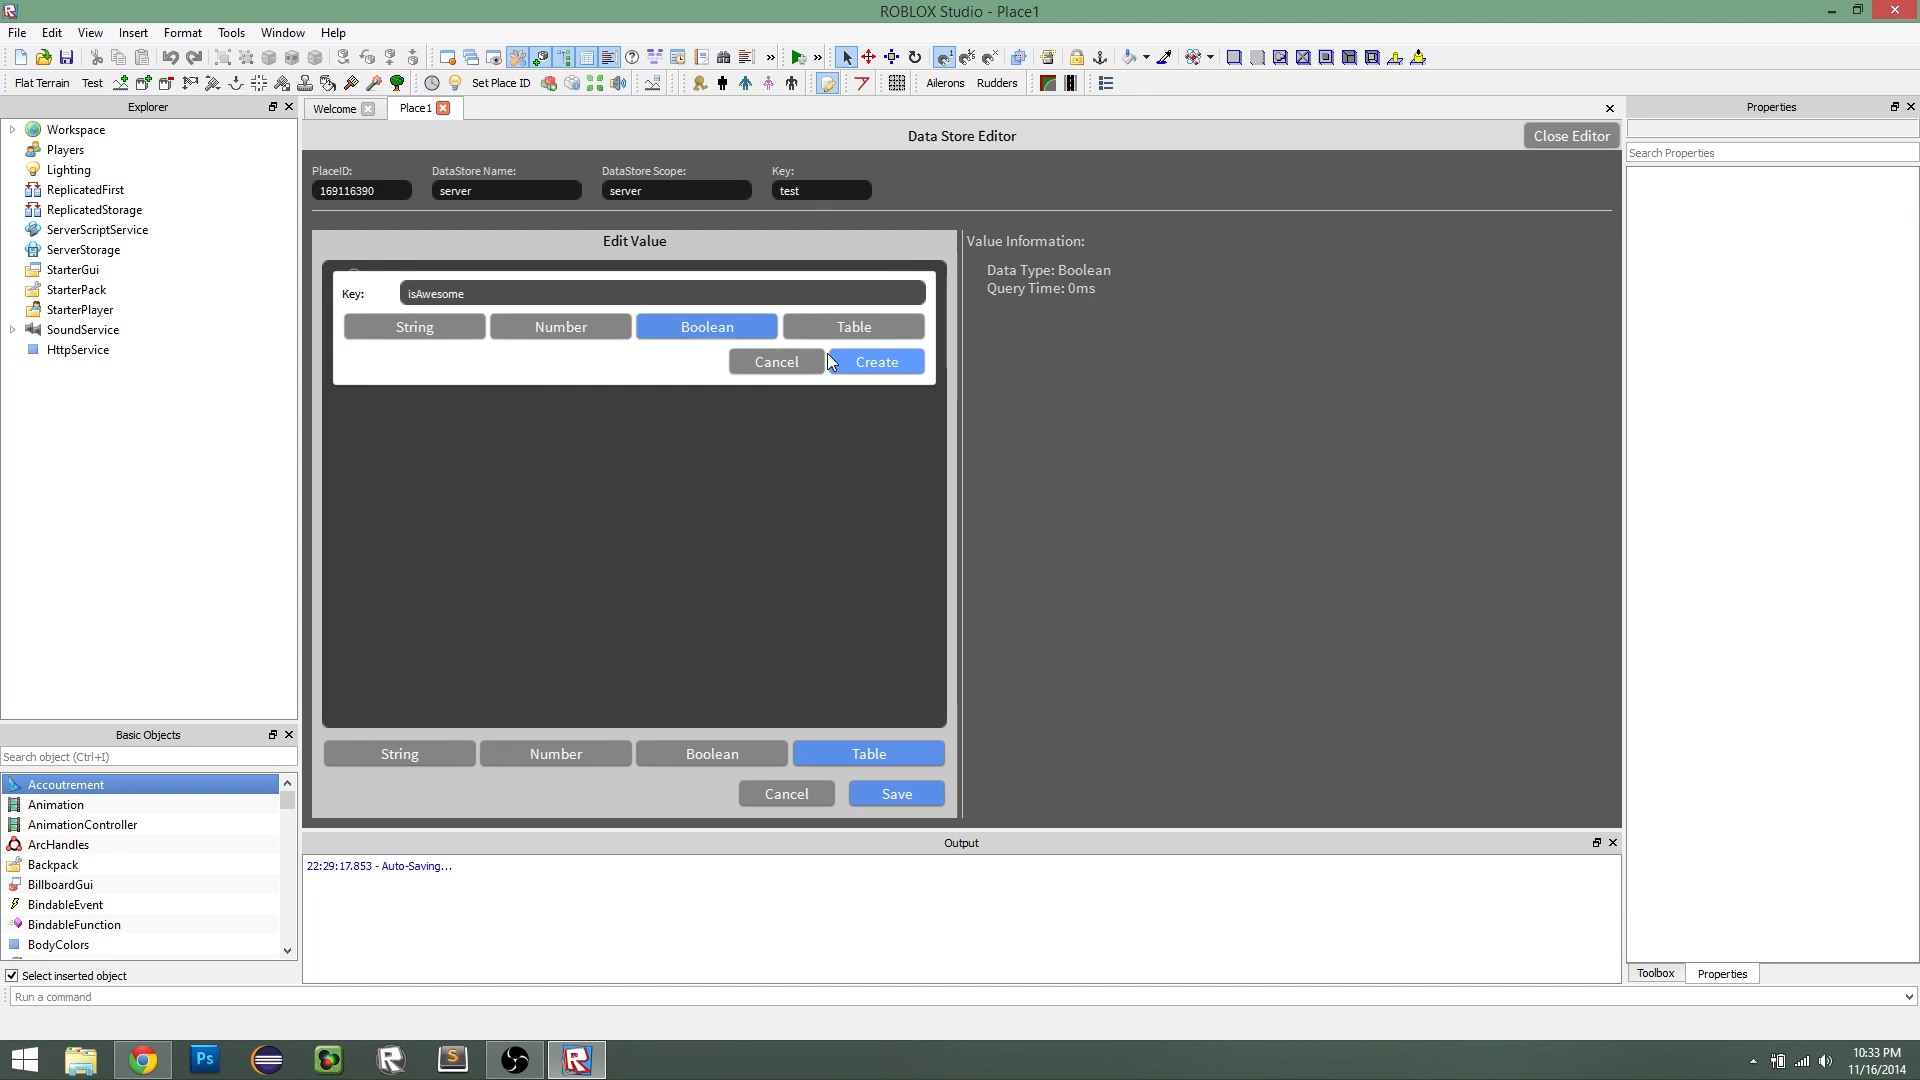 ROBLOX Studio - Place1
File Edit View Insert Format Tools Window Help
Flat Terrain Test Set Place ID Ailerons Rudders
Explorer
Workspace
Players
Lighting
ReplicatedFirst
ReplicatedStorage
ServerScriptService
ServerStorage
StarterGui
StarterPack
StarterPlayer
SoundService
HttpService
Basic Objects
Search object (Ctrl+I)
Accoutrement
Animation
AnimationController
ArcHandles
Backpack
BillboardGui
BindableEvent
BindableFunction
BodyColors
Select inserted object
Run a command
Welcome Place1
Data Store Editor
Close Editor
PlaceID: DataStore Name: DataStore Scope: Key:
169116390 server server test
Edit Value
Key: isAwesome
String Number Boolean Table
Cancel Create
String Number Boolean Table
Cancel Save
Value Information:
Data Type: Boolean
Query Time: 0ms
Output
22:29:17.853 - Auto-Saving...
Properties
Search Properties
Toolbox Properties
Ps
S
10:33 PM
11/16/2014